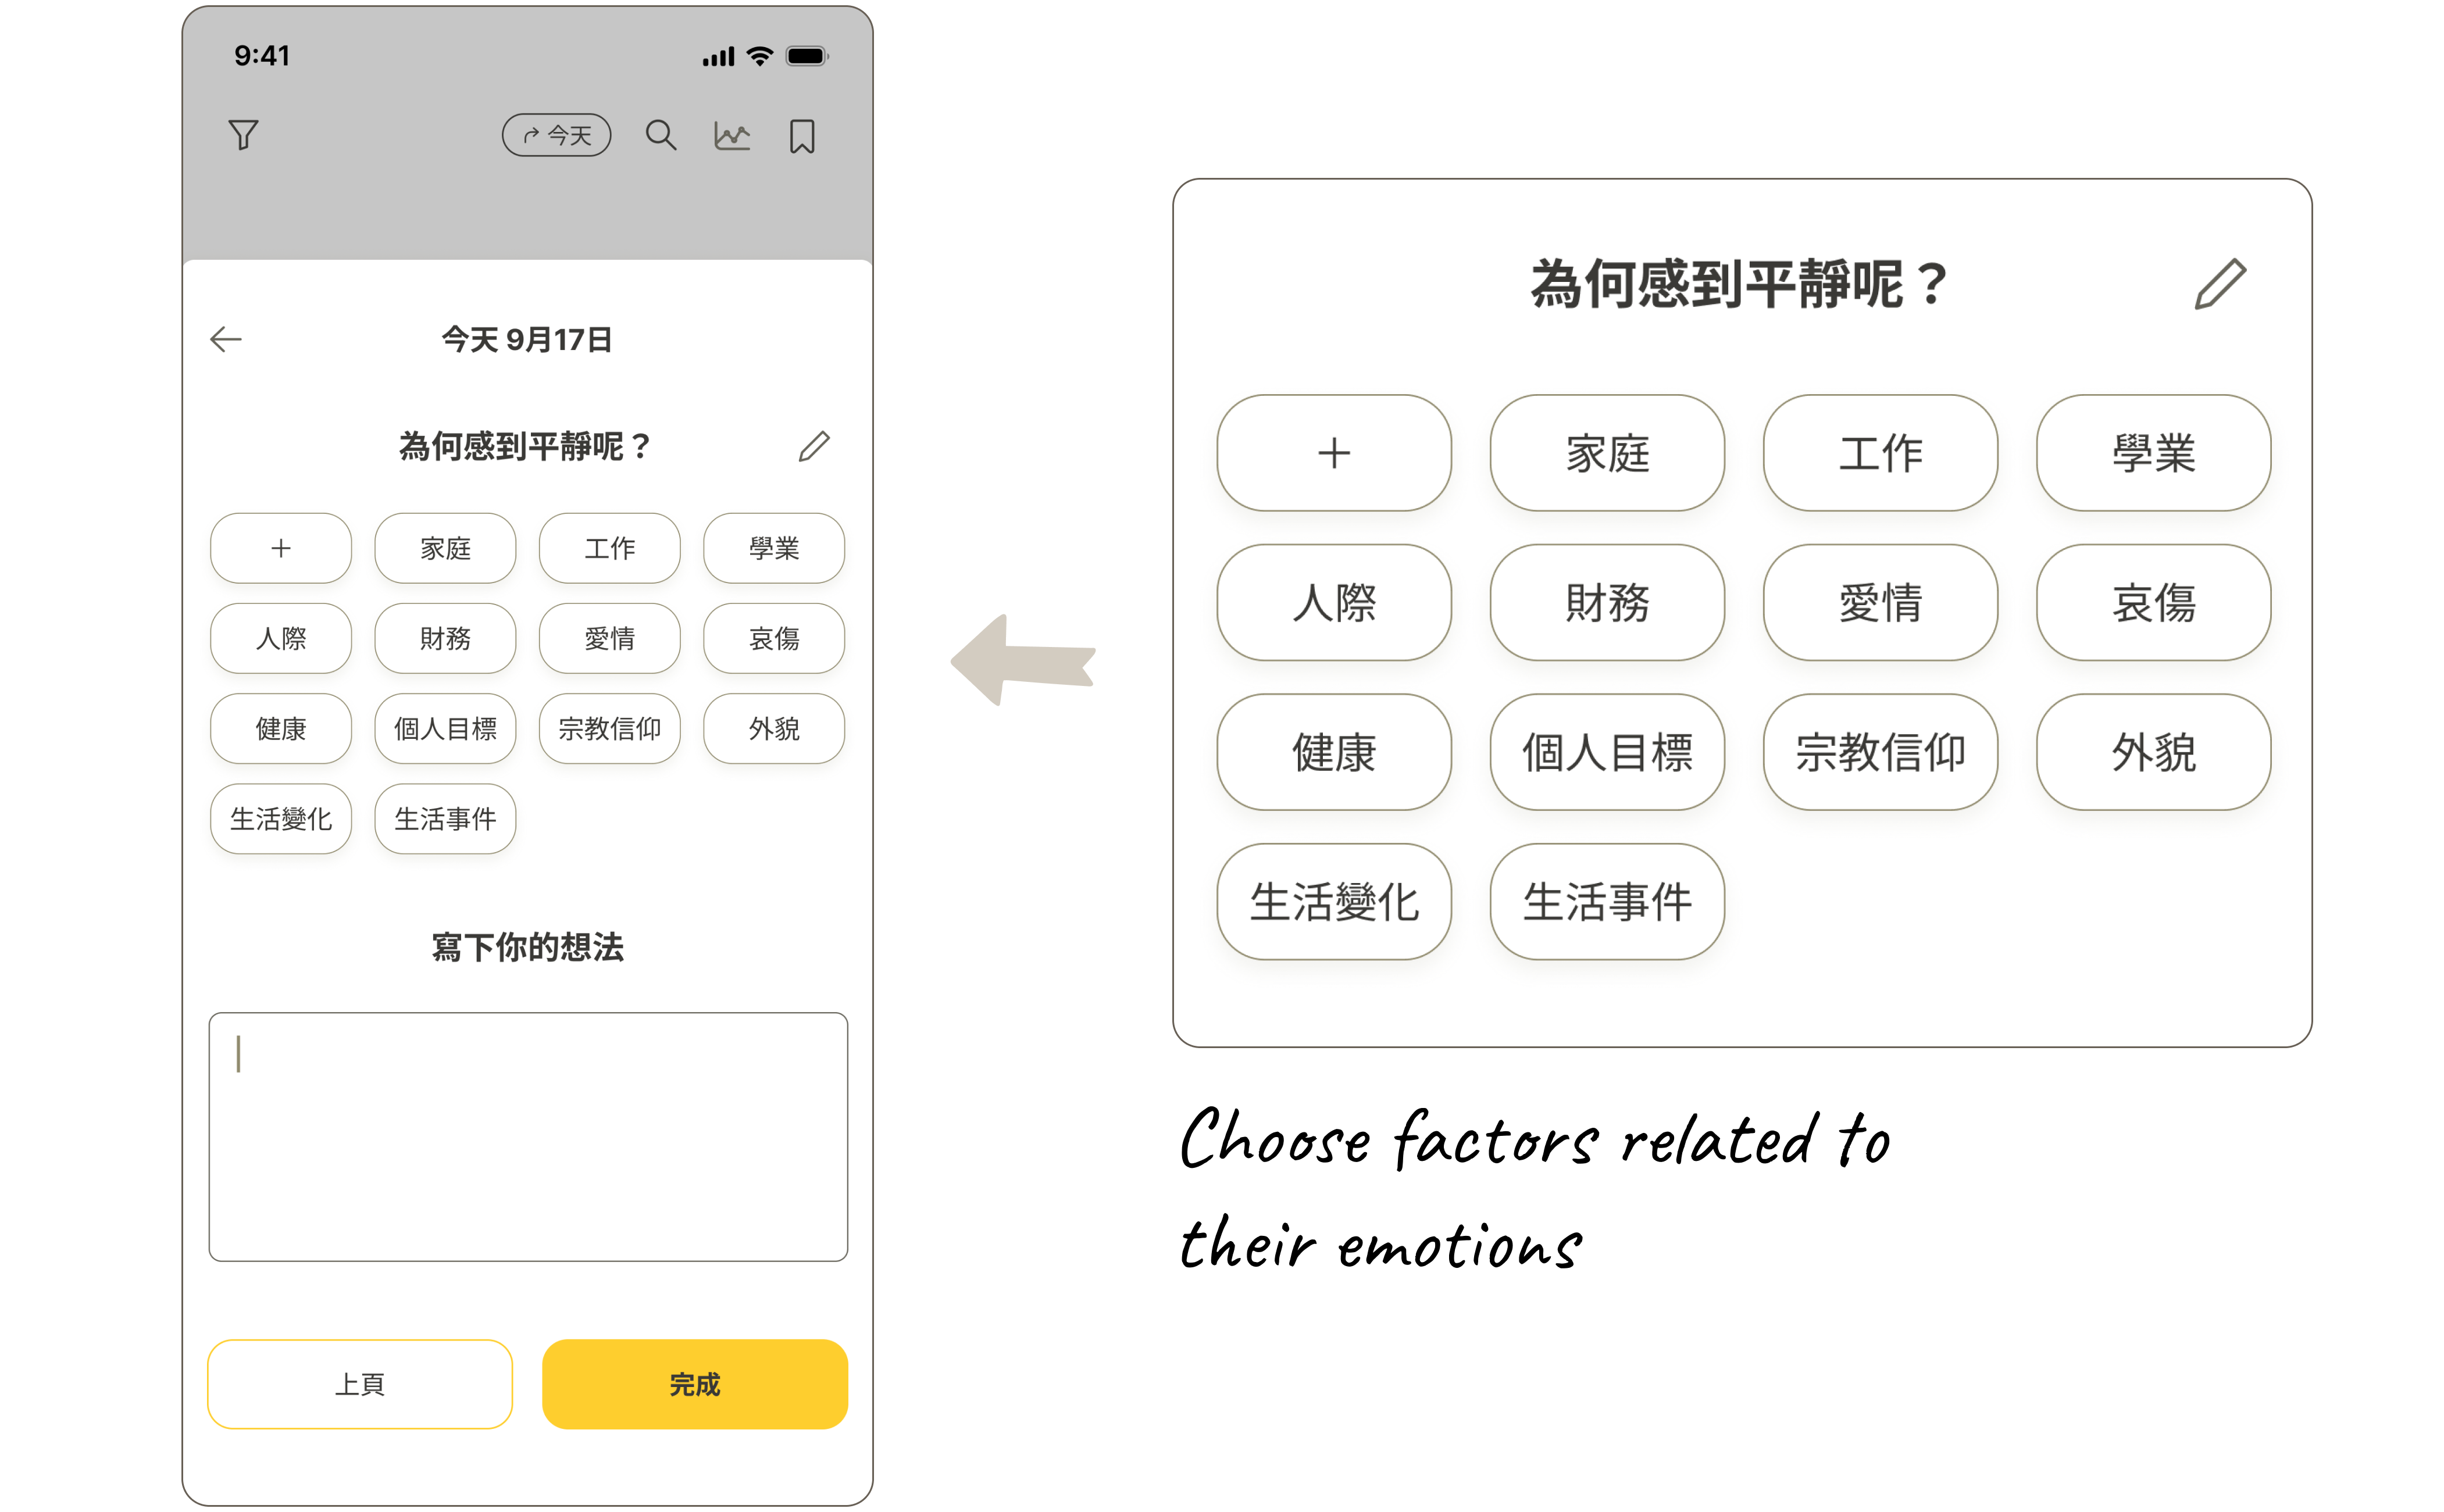 9:41
今天
今天 9月17日
為何感到平靜呢？
+ 家庭 工作 學業
人際 財務 愛情 哀傷
健康 個人目標 宗教信仰 外貌
生活變化 生活事件
寫下你的想法
上頁 完成
為何感到平靜呢？
+ 家庭 工作 學業
人際 財務 愛情 哀傷
健康 個人目標 宗教信仰 外貌
生活變化 生活事件
Choose factors related to
their emotions